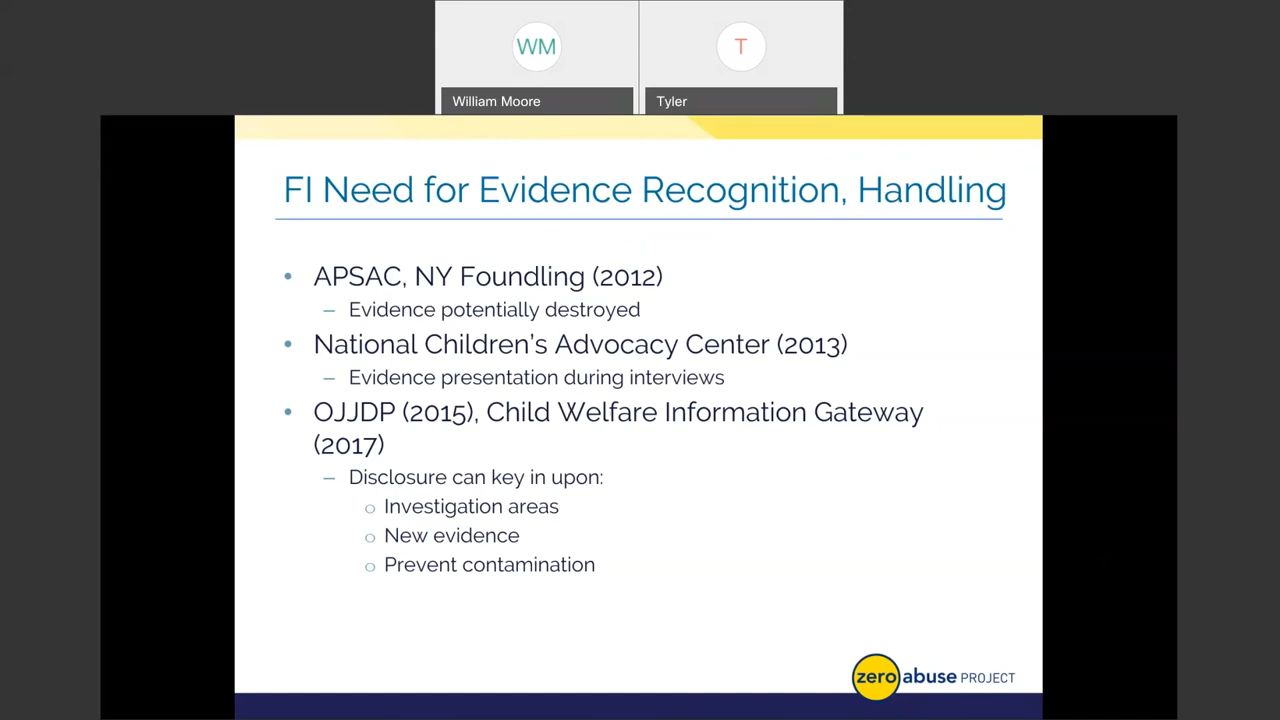 WM
T
William Moore
Tyler
FI Need for Evidence Recognition, Handling
• APSAC, NY Foundling (2012)
– Evidence potentially destroyed
• National Children's Advocacy Center (2013)
– Evidence presentation during interviews
• OJJDP (2015), Child Welfare Information Gateway
(2017)
– Disclosure can key in upon:
o Investigation areas
o New evidence
o Prevent contamination
zero abuse PROJECT